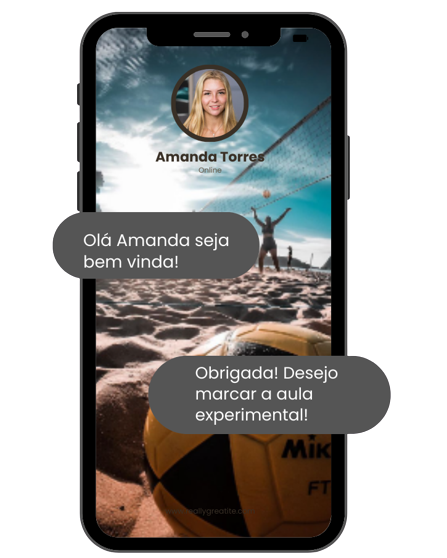 Amanda Torres
Online
Olá Amanda seja
bem vinda!
Obrigada! Desejo
marcar a aula
experimental!
Mik
FT